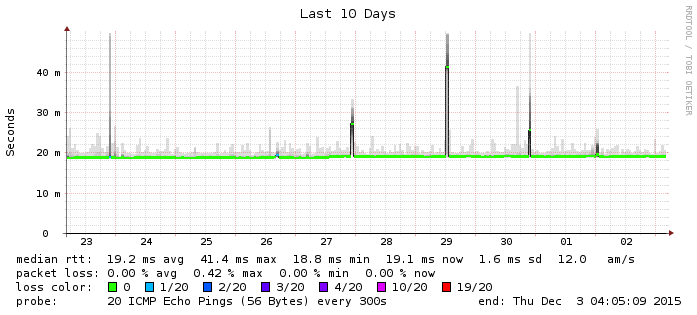 Last 10 Days
RRDTOOL / TOBI OETIKER
Seconds
40 m
30 m
20 m
10 m
0
23 24 25 26 27 28 29 30 01 02
median rtt: 19.2 ms avg 41.4 ms max 18.8 ms min 19.1 ms now 1.6 ms sd 12.0 am/s
packet loss: 0.00 % avg 0.42 % max 0.00 % min 0.00 % now
loss color: 0 1/20 2/20 3/20 4/20 10/20 19/20
probe: 20 ICMP Echo Pings (56 Bytes) every 300s end: Thu Dec 3 04:05:09 2015